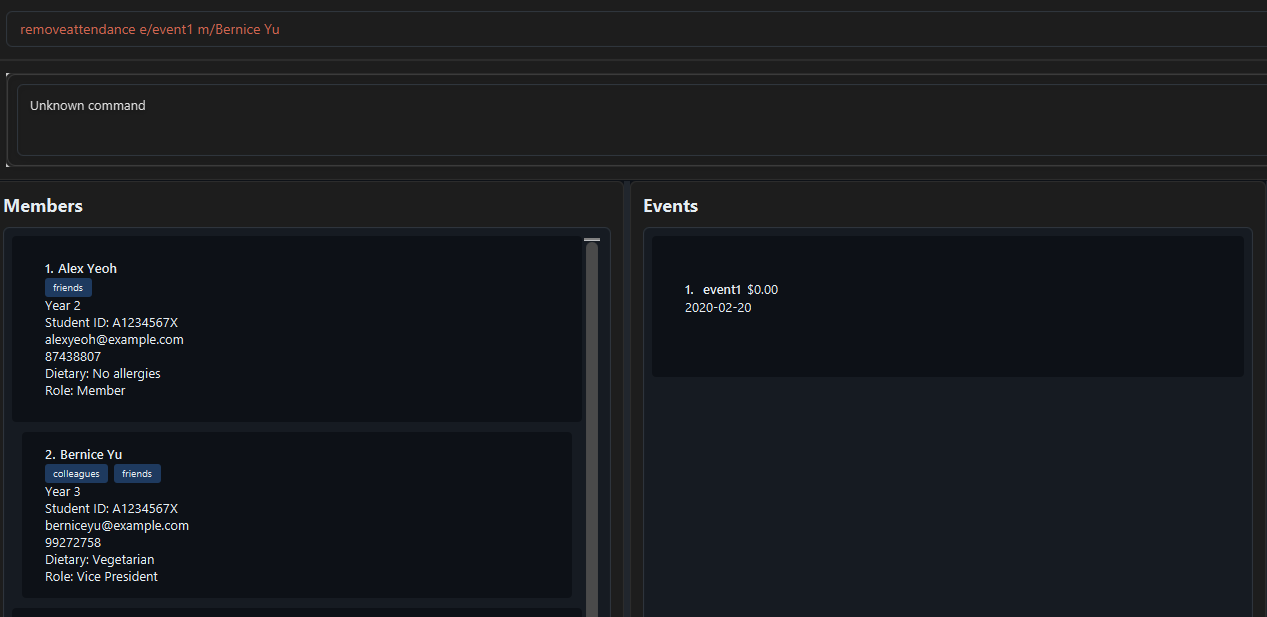 removeattendance e/event1 m/Bernice Yu
Unknown command
Members
1. Alex Yeoh
friends
Year 2
Student ID: A1234567X
alexyeoh@example.com
87438807
Dietary: No allergies
Role: Member
2. Bernice Yu
colleagues friends
Year 3
Student ID: A1234567X
berniceyu@example.com
99272758
Dietary: Vegetarian
Role: Vice President
Events
1. event1 $0.00
2020-02-20